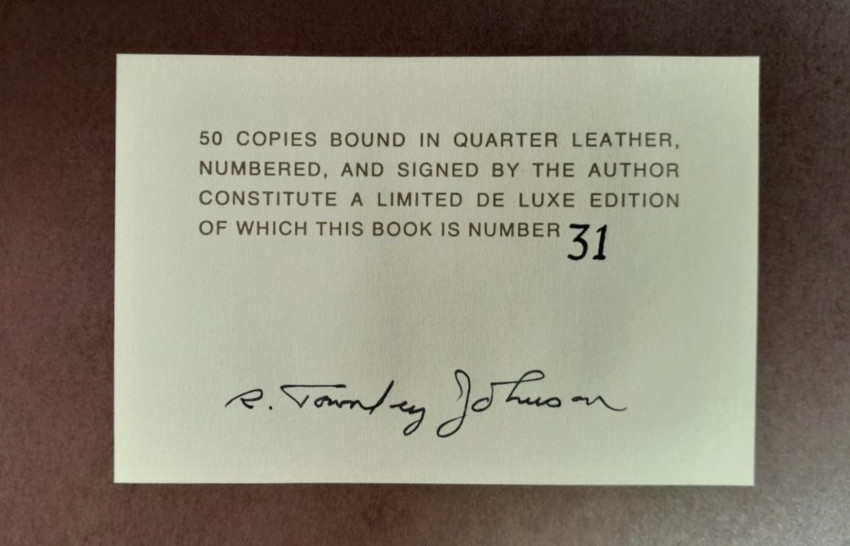 50 COPIES BOUND IN QUARTER LEATHER,
NUMBERED, AND SIGNED BY THE AUTHOR
CONSTITUTE A LIMITED DE LUXE EDITION
OF WHICH THIS BOOK IS NUMBER 31
R. Townley Johnson